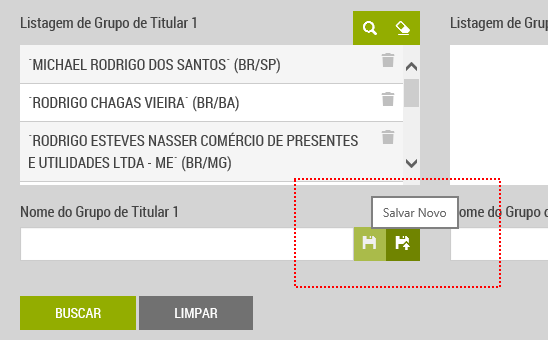 Listagem de Grupo de Titular 1
Listagem de Grup
`MICHAEL RODRIGO DOS SANTOS` (BR/SP)
`RODRIGO CHAGAS VIEIRA` (BR/BA)
`RODRIGO ESTEVES NASSER COMÉRCIO DE PRESENTES
E UTILIDADES LTDA - ME` (BR/MG)
Nome do Grupo de Titular 1
Salvar Novo
ome do Grupo d
BUSCAR
LIMPAR